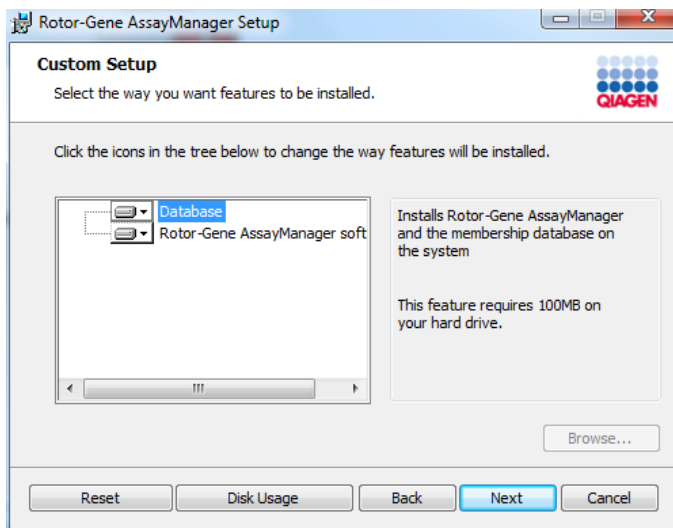 Rotor-Gene AssayManager Setup
Custom Setup
Select the way you want features to be installed.
QIAGEN
Click the icons in the tree below to change the way features will be installed.
Database
Rotor-Gene AssayManager soft
Installs Rotor-Gene AssayManager
and the membership database on
the system
This feature requires 100MB on
your hard drive.
Browse...
Reset
Disk Usage
Back
Next
Cancel